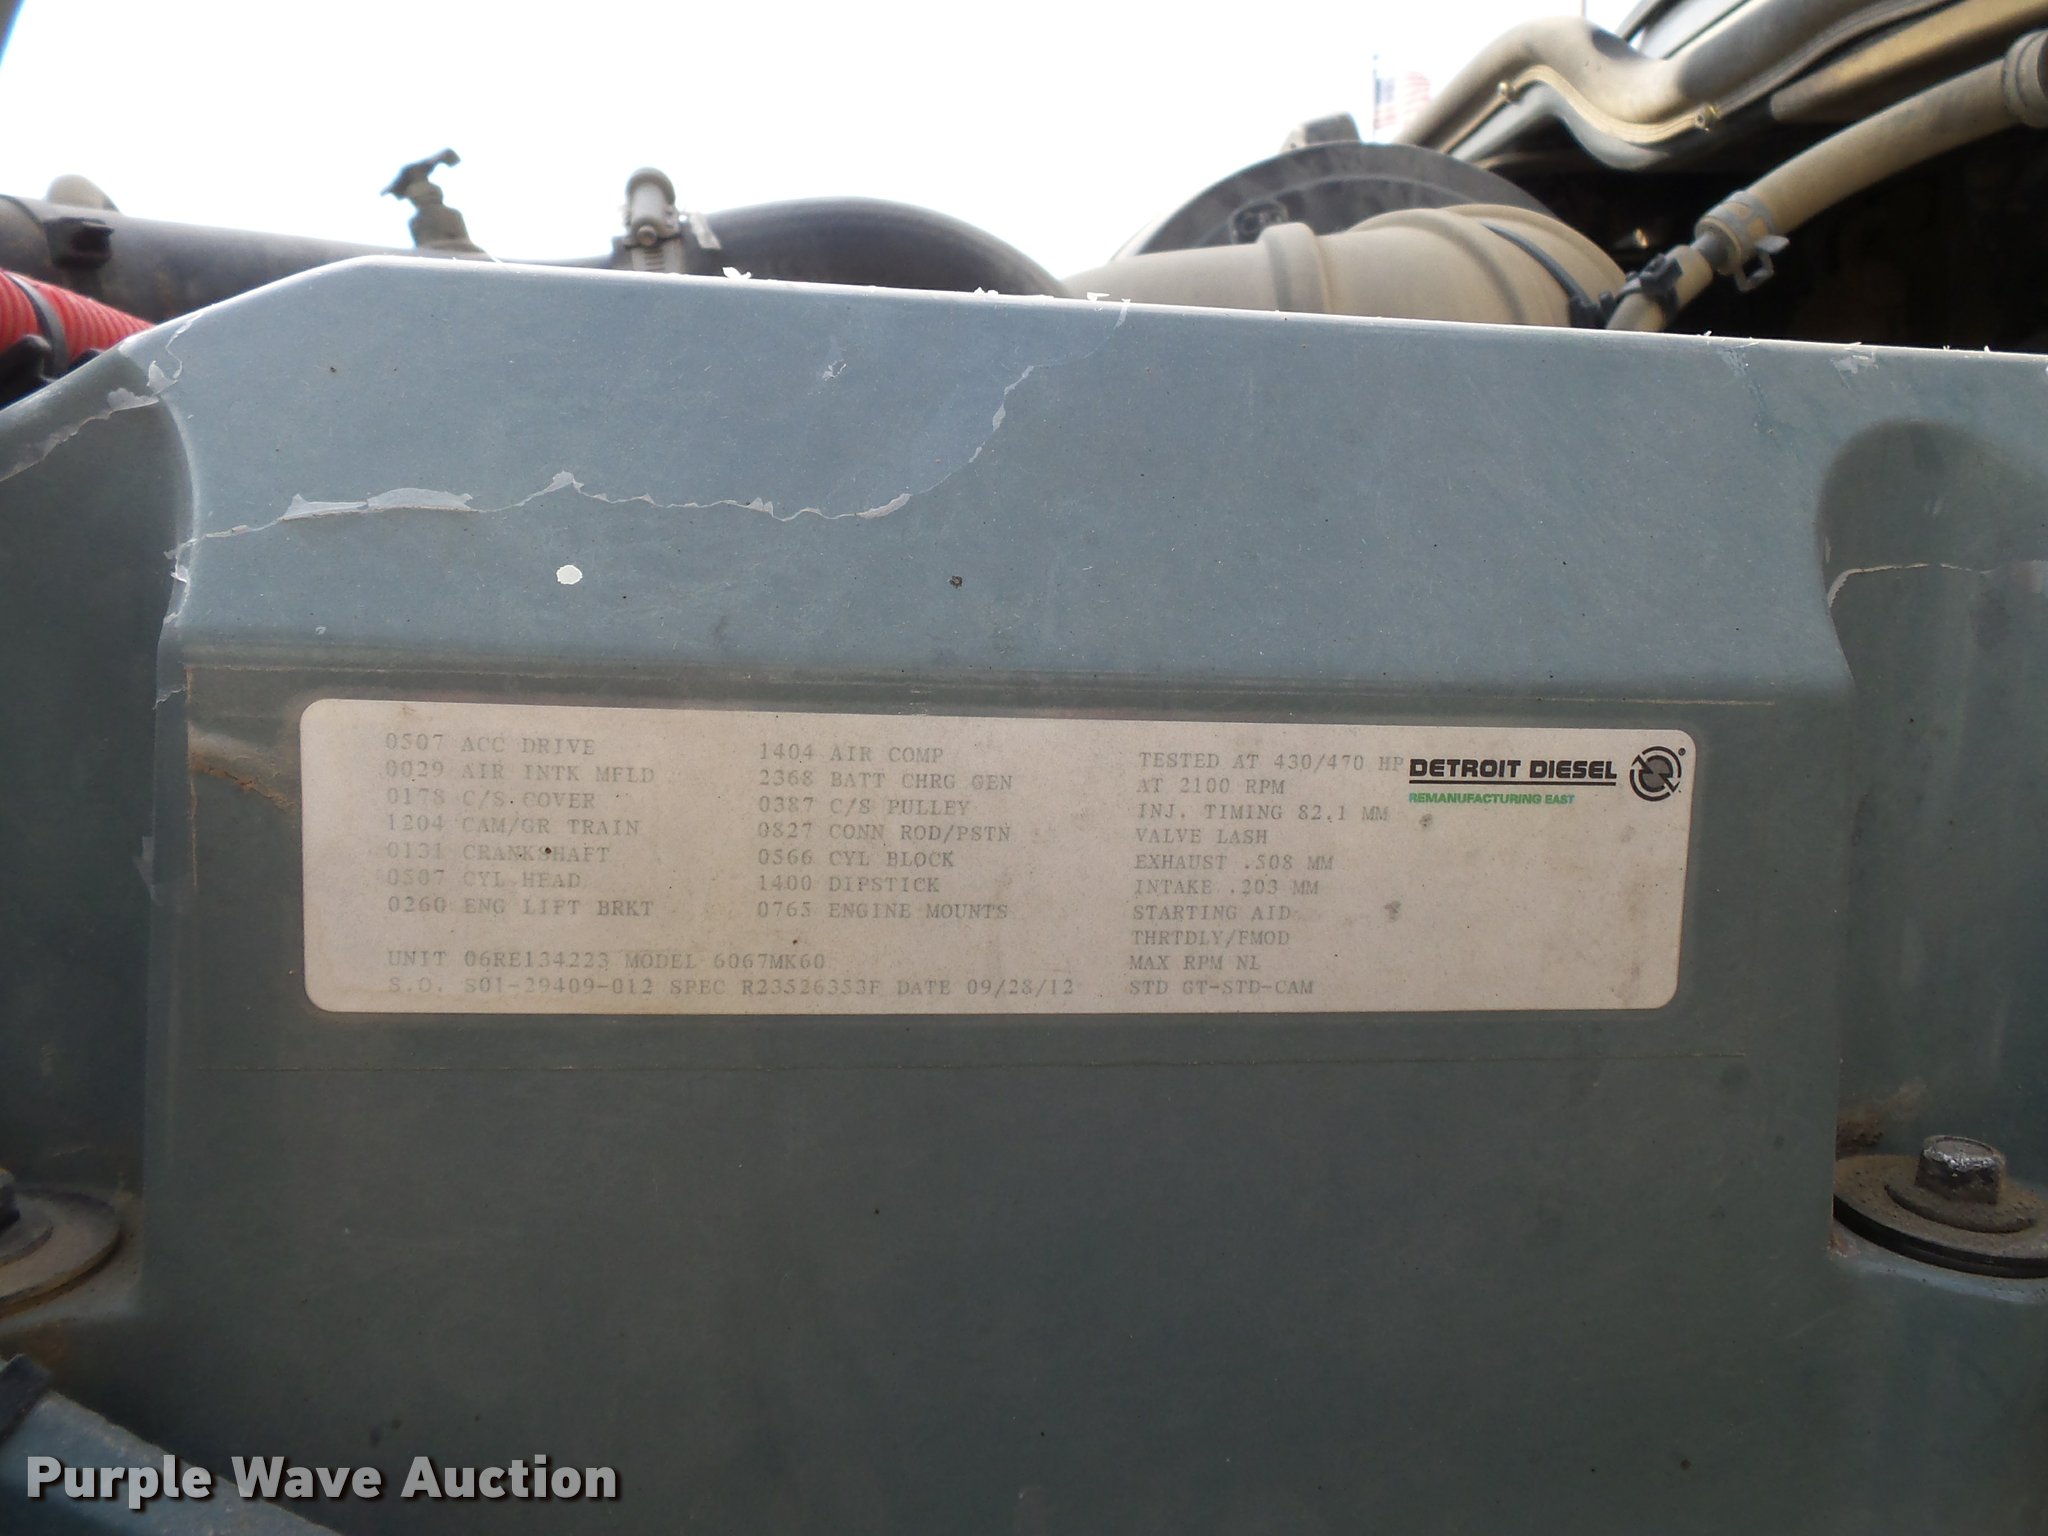 0507 ACC DRIVE
0029 AIR INTK MFLD
0178 C/S COVER
1204 CAM/GR TRAIN
0131 CRANKSHAFT
0507 CYL HEAD
0260 ENG LIFT BRKT
1404 AIR COMP
2368 BATT CHRG GEN
0387 C/S PULLEY
0827 CONN ROD/PSTN
0566 CYL BLOCK
1400 DIPSTICK
0765 ENGINE MOUNTS
UNIT 06RE134223 MODEL 6067MK60
S.O. S01-29409-012 SPEC R23526353F DATE 09/28/12
TESTED AT 430/470 HP
AT 2100 RPM
INJ. TIMING 82.1 MM
VALVE LASH
EXHAUST .508 MM
INTAKE .203 MM
STARTING AID
THRTDLY/FMOD
MAX RPM NL
STD GT-STD-CAM
DETROIT DIESEL ®
REMANUFACTURING EAST
Purple Wave Auction